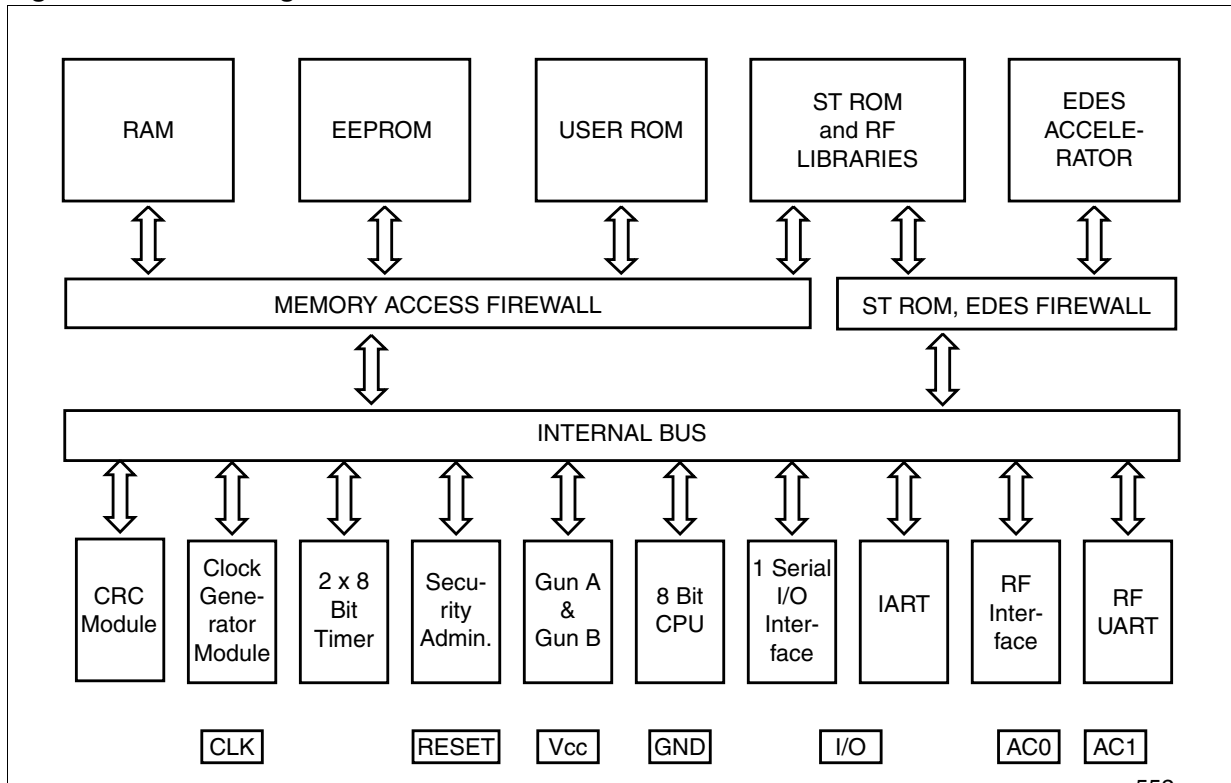 RAM
EEPROM
USER ROM
ST ROM
and RF
LIBRARIES
EDES
ACCELE-
RATOR
MEMORY ACCESS FIREWALL
ST ROM, EDES FIREWALL
INTERNAL BUS
CRC
Module
Clock
Gene-
rator
Module
2 x 8
Bit
Timer
Secu-
rity
Admin.
Gun A
&
Gun B
8 Bit
CPU
1 Serial
I/O
Inter-
face
IART
RF
Inter-
face
RF
UART
CLK
RESET
Vcc
GND
I/O
AC0
AC1